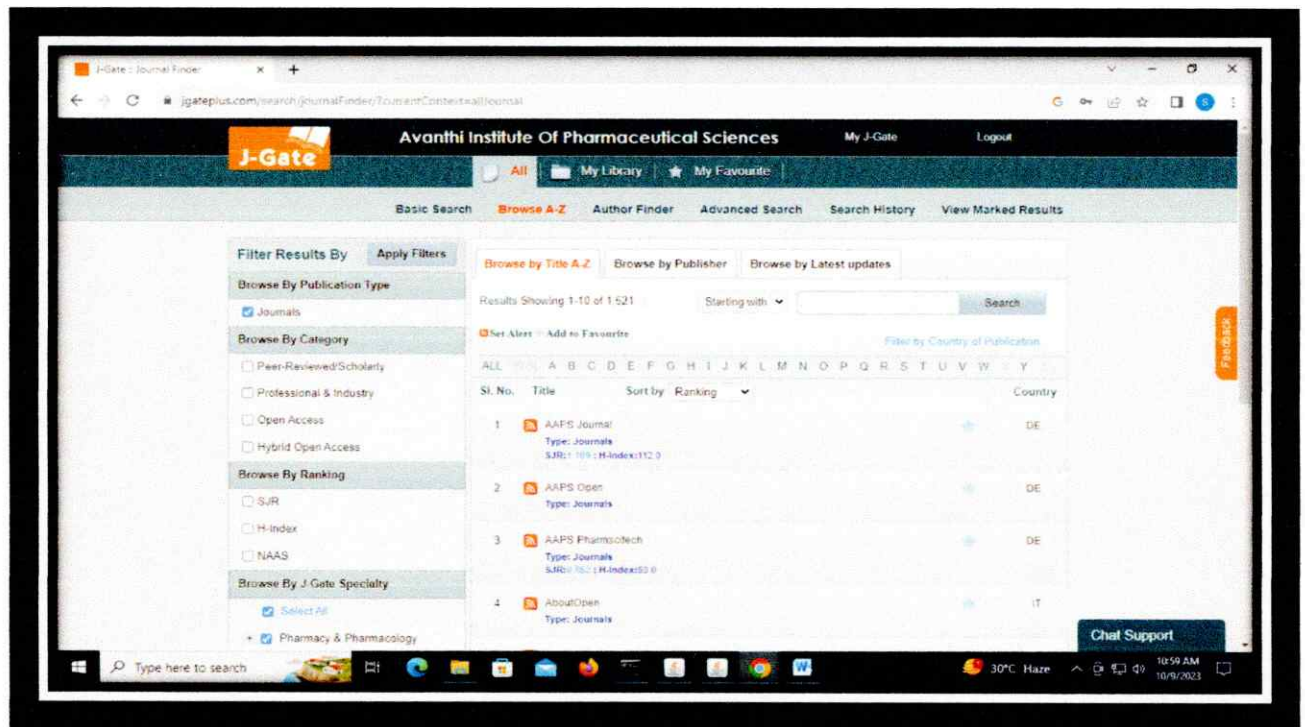 J-Gate : Journal Finder
jgateplus.com/search/journalFinder/?currentContext=allJournal
J-Gate
Avanthi Institute Of Pharmaceutical Sciences
My J-Gate
Logout
All
My Library
My Favourite
Basic Search
Browse A-Z
Author Finder
Advanced Search
Search History
View Marked Results
Filter Results By
Apply Filters
Browse By Publication Type
Journals
Browse By Category
Peer-Reviewed/Scholarly
Professional & Industry
Open Access
Hybrid Open Access
Browse By Ranking
SJR
H-Index
NAAS
Browse By J-Gate Specialty
Select All
Pharmacy & Pharmacology
Browse by Title A-Z
Browse by Publisher
Browse by Latest updates
Results Showing 1-10 of 1,521
Starting with
Search
Set Alert
Add to Favourite
Filter by Country of Publication
ALL A B C D E F G H I J K L M N O P Q R S T U V W Y
Sl. No. Title Sort by Ranking Country
1 AAPS Journal DE
Type: Journals
H-Index:112.0
2 AAPS Open DE
Type: Journals
3 AAPS Pharmscitech DE
Type: Journals
4 AboutOpen IT
Type: Journals
Feedback
Chat Support
Type here to search
30°C Haze
10:59 AM
10/9/2023